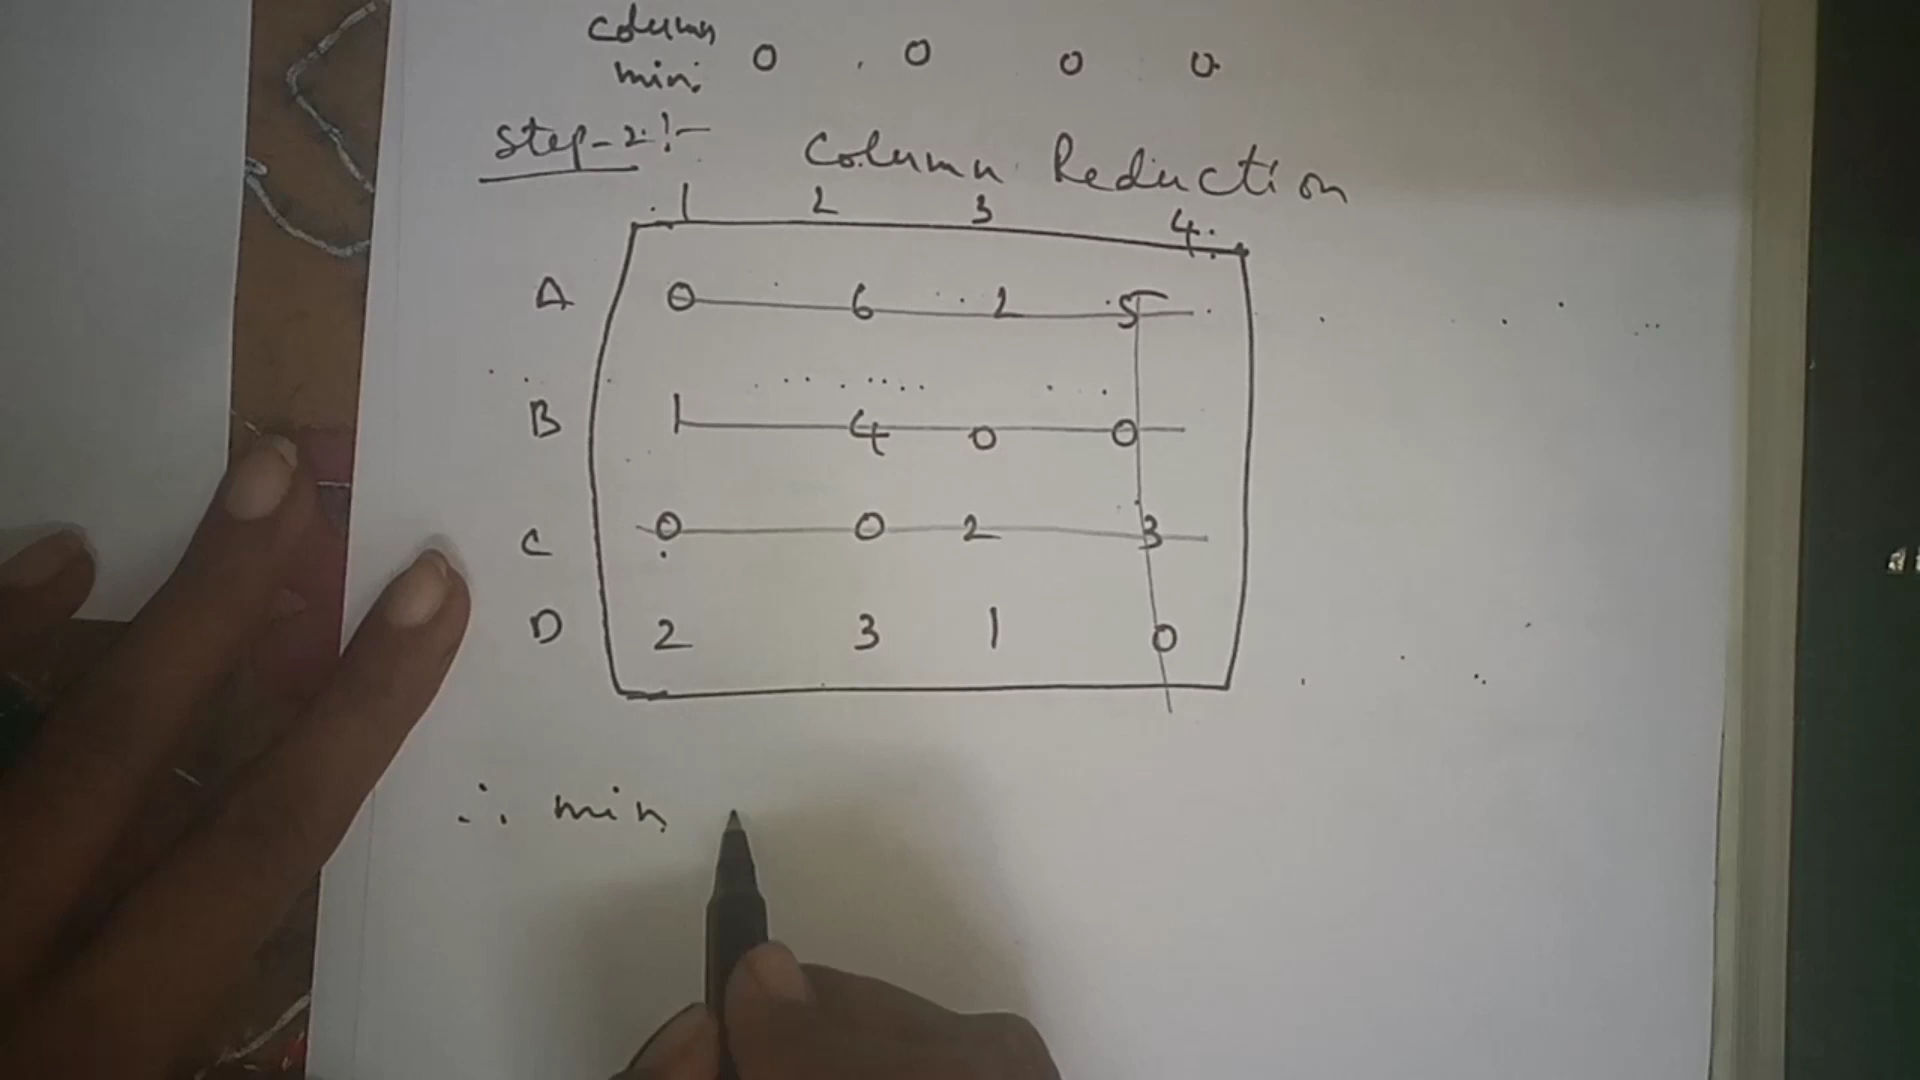 column 0 0 0 0
min:
Step-2:- Column Reduction
1 2 3 4
A 0 6 2 5
B 1 4 0 0
C 0 0 2 3
D 2 3 1 0
∴ min